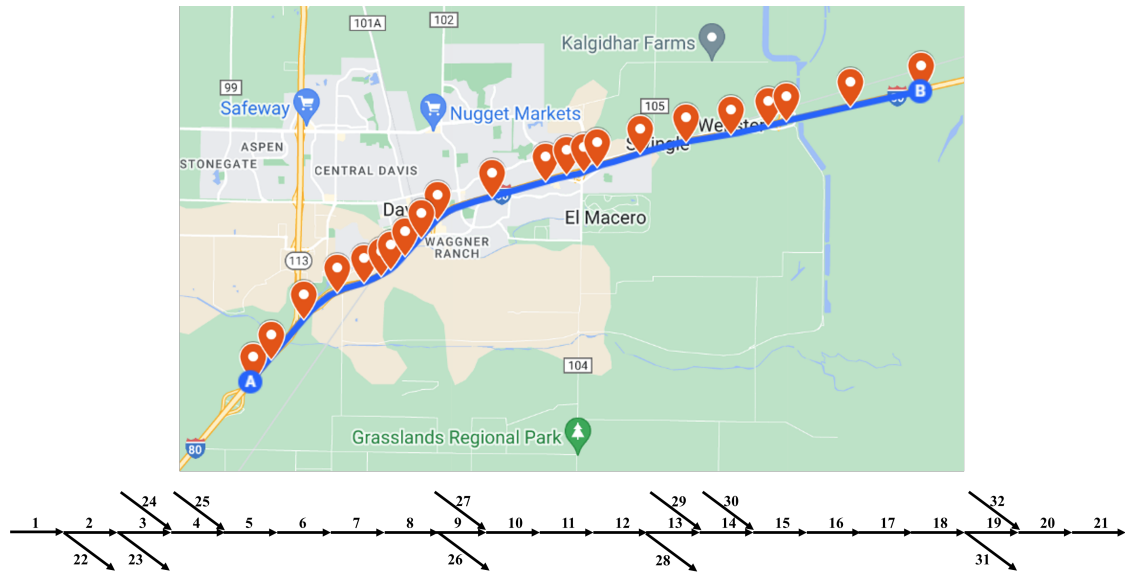 101A
102
Kalgidhar Farms
99
Safeway
Nugget Markets
105
80
B
Webster
ASPEN
Swingle
STONEGATE
CENTRAL DAVIS
80
Davis
El Macero
WAGGNER
RANCH
113
104
A
Grasslands Regional Park
80
24 25 27 29 30 32
1 2 3 4 5 6 7 8 9 10 11 12 13 14 15 16 17 18 19 20 21
22 23 26 28 31